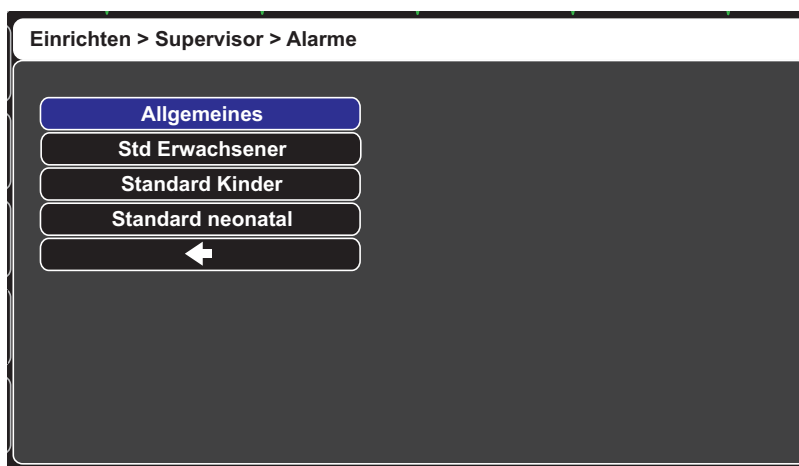 Einrichten > Supervisor > Alarme
Allgemeines
Std Erwachsener
Standard Kinder
Standard neonatal